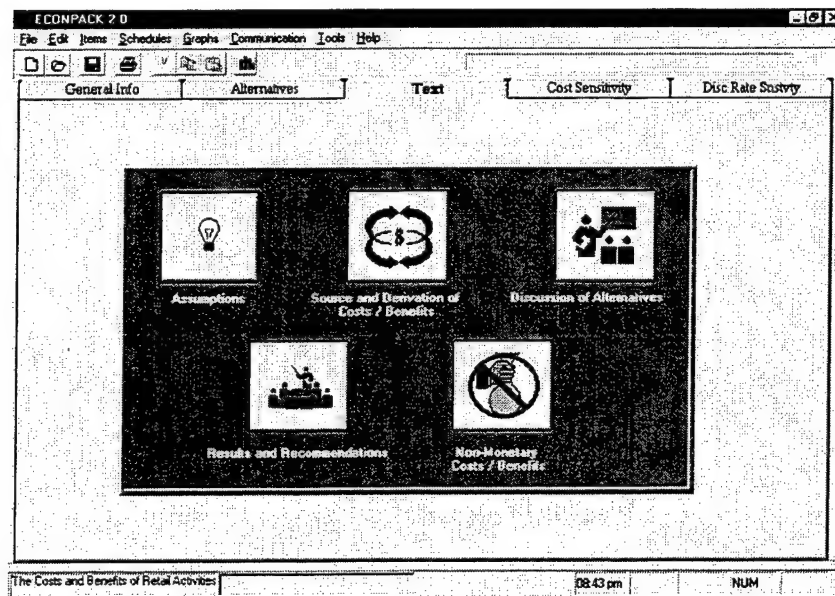 ECONPACK 2.0
File Edit Items Schedules Graphs Communication Tools Help
General Info Alternatives Text Cost Sensitivity Disc Rate Snstvty
Assumptions
Source and Derivation of
Costs / Benefits
Discussion of Alternatives
$
Results and Recommendations
Non-Monetary
Costs / Benefits
The Costs and Benefits of Retail Activities 08:43 pm NUM